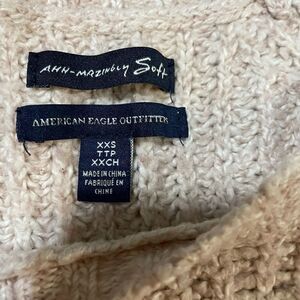 AHH-MAZINGLY Soft
AMERICAN EAGLE OUTFITTERS
XXS
TTP
XXCH
MADE IN CHINA
FABRIQUÉ EN
CHINE